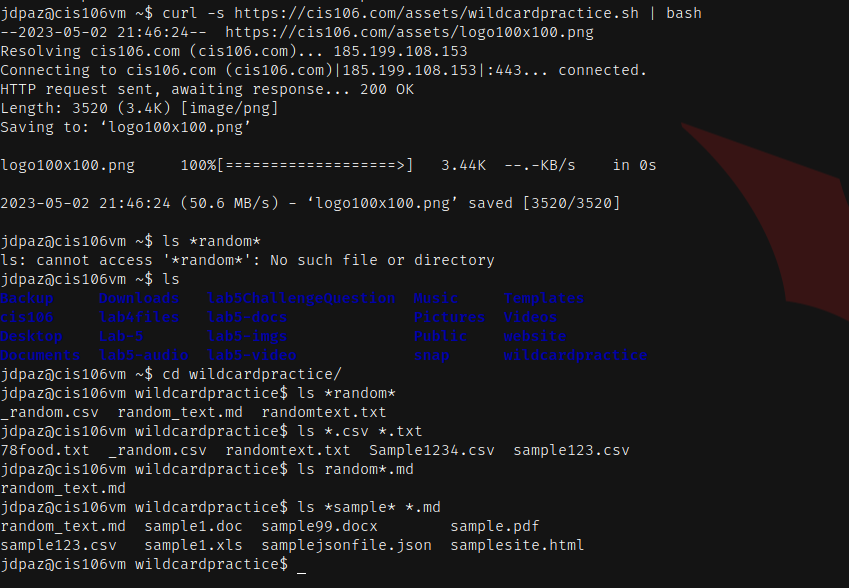 jdpaz@cis106vm ~$ curl -s https://cis106.com/assets/wildcardpractice.sh | bash
--2023-05-02 21:46:24--  https://cis106.com/assets/logo100x100.png
Resolving cis106.com (cis106.com)... 185.199.108.153
Connecting to cis106.com (cis106.com)|185.199.108.153|:443... connected.
HTTP request sent, awaiting response... 200 OK
Length: 3520 (3.4K) [image/png]
Saving to: ‘logo100x100.png’
logo100x100.png     100%[===================>]   3.44K  --.-KB/s    in 0s
2023-05-02 21:46:24 (50.6 MB/s) - ‘logo100x100.png’ saved [3520/3520]
jdpaz@cis106vm ~$ ls *random*
ls: cannot access '*random*': No such file or directory
jdpaz@cis106vm ~$ ls
Backup     Downloads   lab5ChallengeQuestion  Music     Templates
cis106     lab4files   lab5-docs              Pictures  Videos
Desktop    Lab-5       lab5-imgs              Public    website
Documents  lab5-audio  lab5-video             snap      wildcardpractice
jdpaz@cis106vm ~$ cd wildcardpractice/
jdpaz@cis106vm wildcardpractice$ ls *random*
_random.csv  random_text.md  randomtext.txt
jdpaz@cis106vm wildcardpractice$ ls *.csv *.txt
78food.txt  _random.csv  randomtext.txt  Sample1234.csv  sample123.csv
jdpaz@cis106vm wildcardpractice$ ls random*.md
random_text.md
jdpaz@cis106vm wildcardpractice$ ls *sample* *.md
random_text.md  sample1.doc  sample99.docx        sample.pdf
sample123.csv   sample1.xls  samplejsonfile.json  samplesite.html
jdpaz@cis106vm wildcardpractice$ _